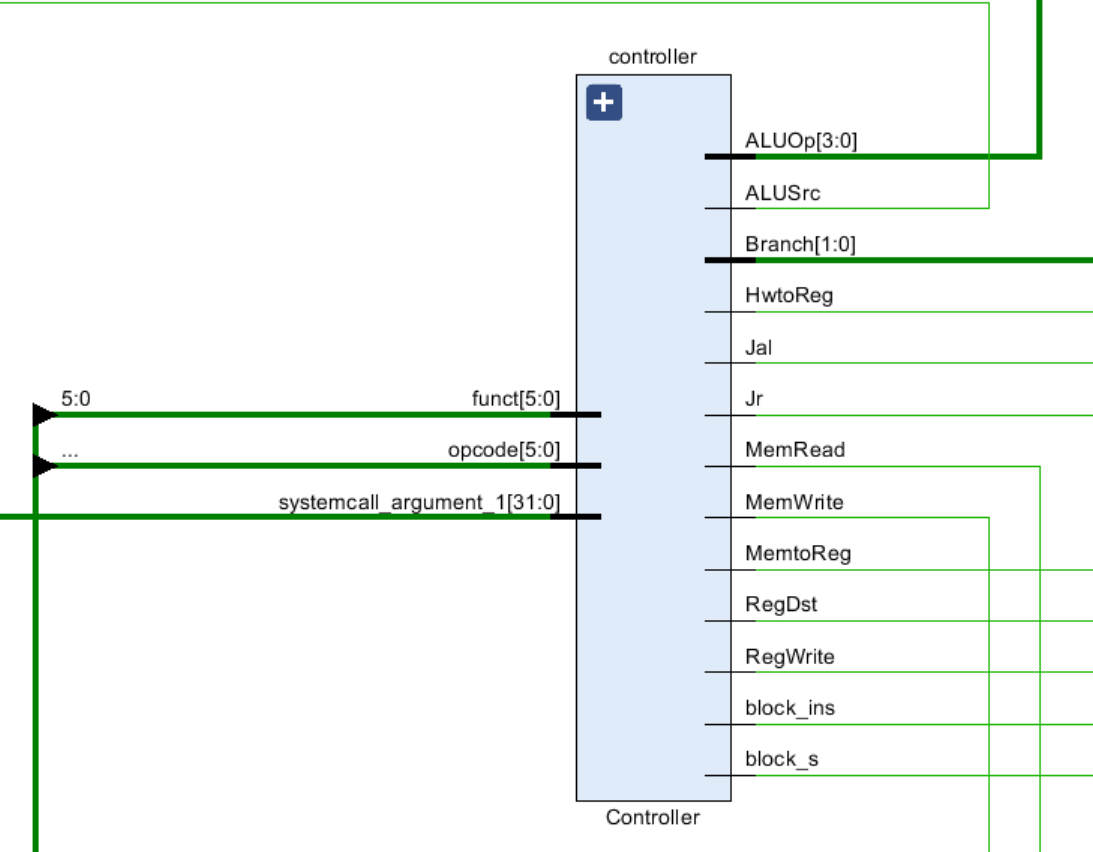 controller
ALUOp[3:0]
ALUSrc
Branch[1:0]
HwtoReg
Jal
5:0
funct[5:0]
Jr
...
opcode[5:0]
MemRead
systemcall_argument_1[31:0]
MemWrite
MemtoReg
RegDst
RegWrite
block_ins
block_s
Controller